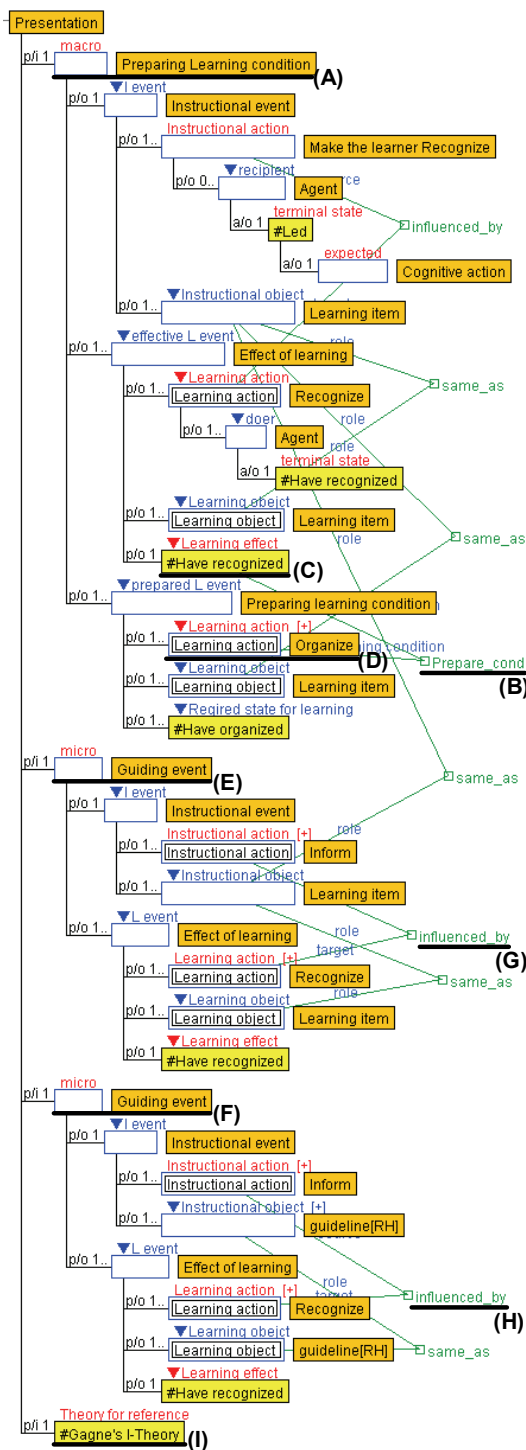 Presentation
macro
p/i 1 Preparing Learning condition (A)
I event
p/o 1 Instructional event
Instructional action
p/o 1.. Make the learner Recognize
recipient
p/o 0.. Agent
terminal state
a/o 1 #Led
influenced_by
expected
a/o 1 Cognitive action
Instructional object
p/o 1.. Learning item
role
effective L event
p/o 1.. Effect of learning
same_as
Learning action
p/o 1.. Learning action Recognize
role
doer
p/o 1.. Agent
role
terminal state
a/o 1 #Have recognized
Learning obejct
p/o 1.. Learning object Learning item
role
same_as
Learning effect
p/o 1 #Have recognized (C)
prepared L event
p/o 1.. Preparing learning condition
Learning action [+]
p/o 1.. Learning action Organize (D)
condition
Prepare_cond
(B)
Learning obejct
p/o 1.. Learning object Learning item
Reqired state for learning
p/o 1.. #Have organized
micro
p/i 1 Guiding event (E)
same_as
I event
p/o 1 Instructional event
Instructional action [+]
role
p/o 1.. Instructional action Inform
Instructional object
p/o 1.. Learning item
L event
role
p/o 1.. Effect of learning
influenced_by
(G)
target
Learning action [+]
p/o 1.. Learning action Recognize
same_as
Learning obejct
role
p/o 1.. Learning object Learning item
Learning effect
p/o 1 #Have recognized
micro
p/i 1 Guiding event (F)
I event
p/o 1 Instructional event
Instructional action [+]
p/o 1.. Instructional action Inform
Instructional object [+]
p/o 1.. guideline[RH]
L event
p/o 1.. Effect of learning
role
Learning action [+]
target
influenced_by
p/o 1.. Learning action Recognize
(H)
Learning obejct
p/o 1.. Learning object guideline[RH]
same_as
Learning effect
p/o 1 #Have recognized
Theory for reference
p/i 1 #Gagne's I-Theory (I)